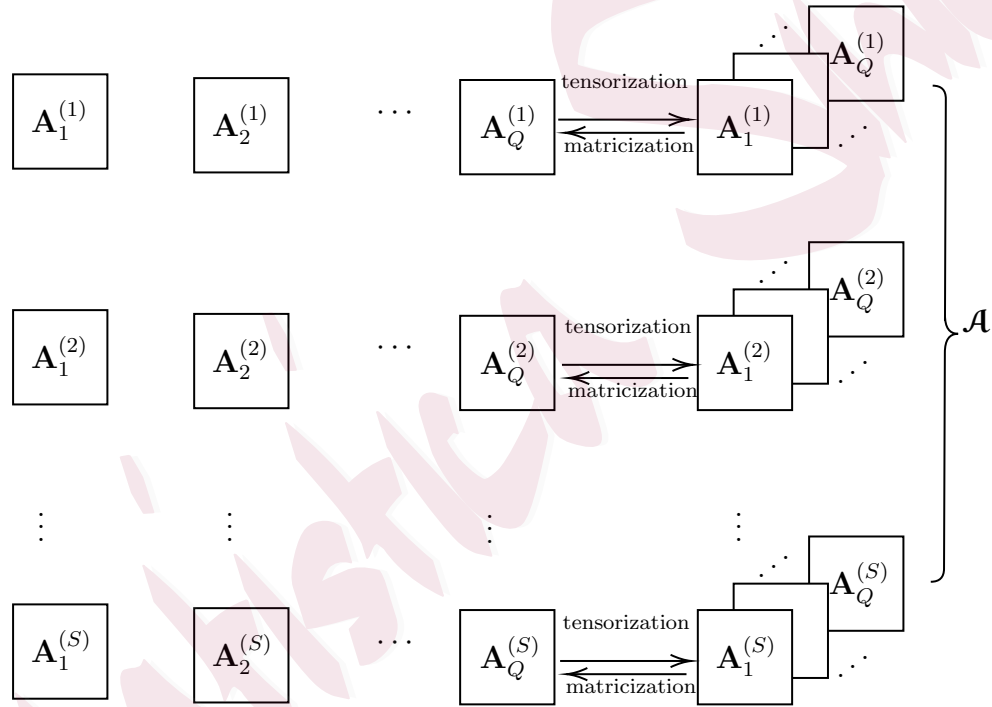 A_1^{(1)} A_2^{(1)} ⋯ A_Q^{(1)} tensorization matricization A_1^{(1)} ⋰ A_Q^{(1)} ⋰
A_1^{(2)} A_2^{(2)} ⋯ A_Q^{(2)} tensorization matricization A_1^{(2)} ⋰ A_Q^{(2)} ⋰
𝓐
⋮ ⋮ ⋮ ⋮
A_1^{(S)} A_2^{(S)} ⋯ A_Q^{(S)} tensorization matricization A_1^{(S)} ⋰ A_Q^{(S)} ⋰